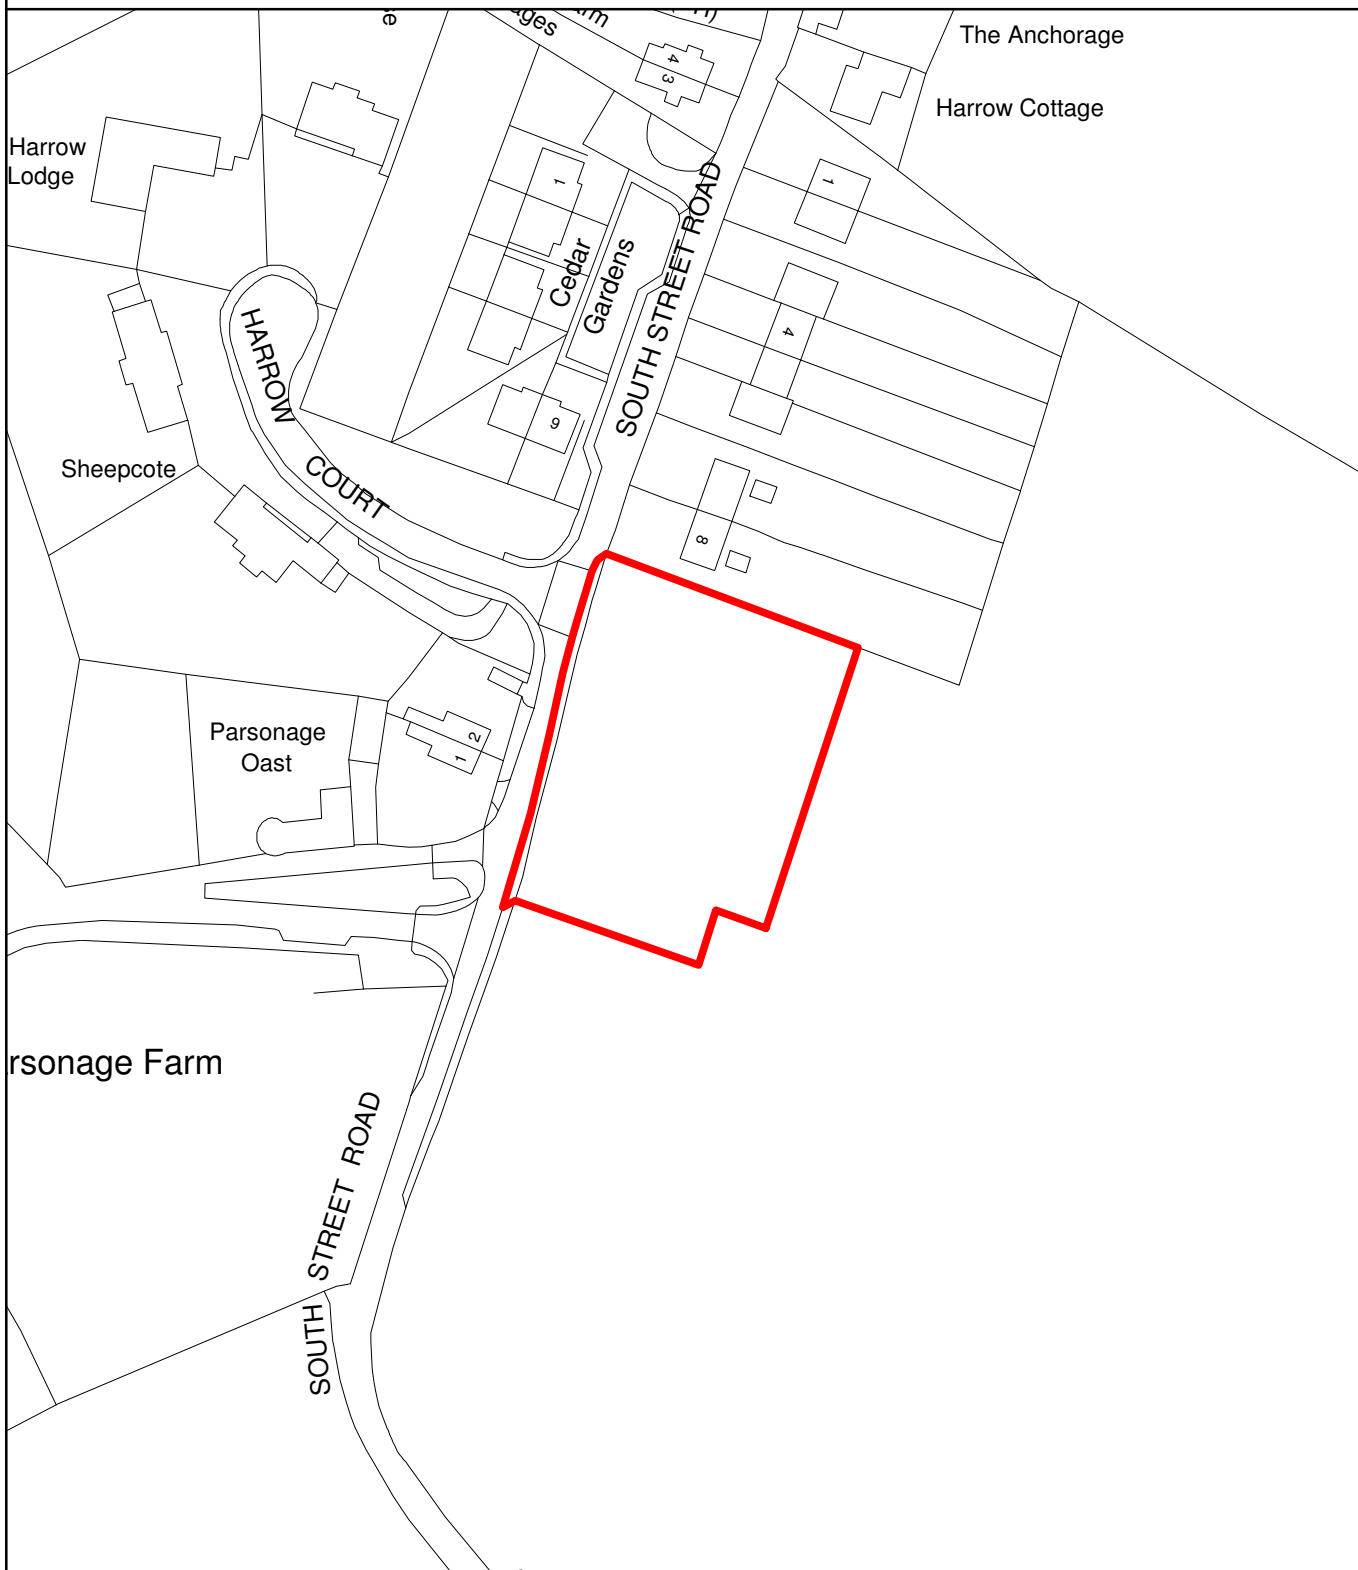 The Anchorage
4
3
Harrow Cottage
Harrow
Lodge
1
1
Cedar
Gardens
SOUTH STREET ROAD
HARROW
4
9
COURT
Sheepcote
8
Parsonage
Oast
2
1
rsonage Farm
SOUTH STREET ROAD